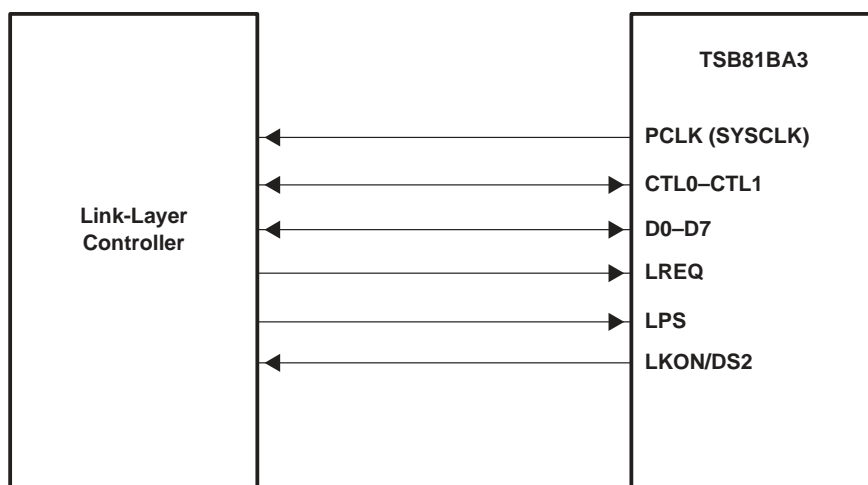 TSB81BA3
PCLK (SYSCLK)
CTL0–CTL1
Link-Layer
Controller
D0–D7
LREQ
LPS
LKON/DS2